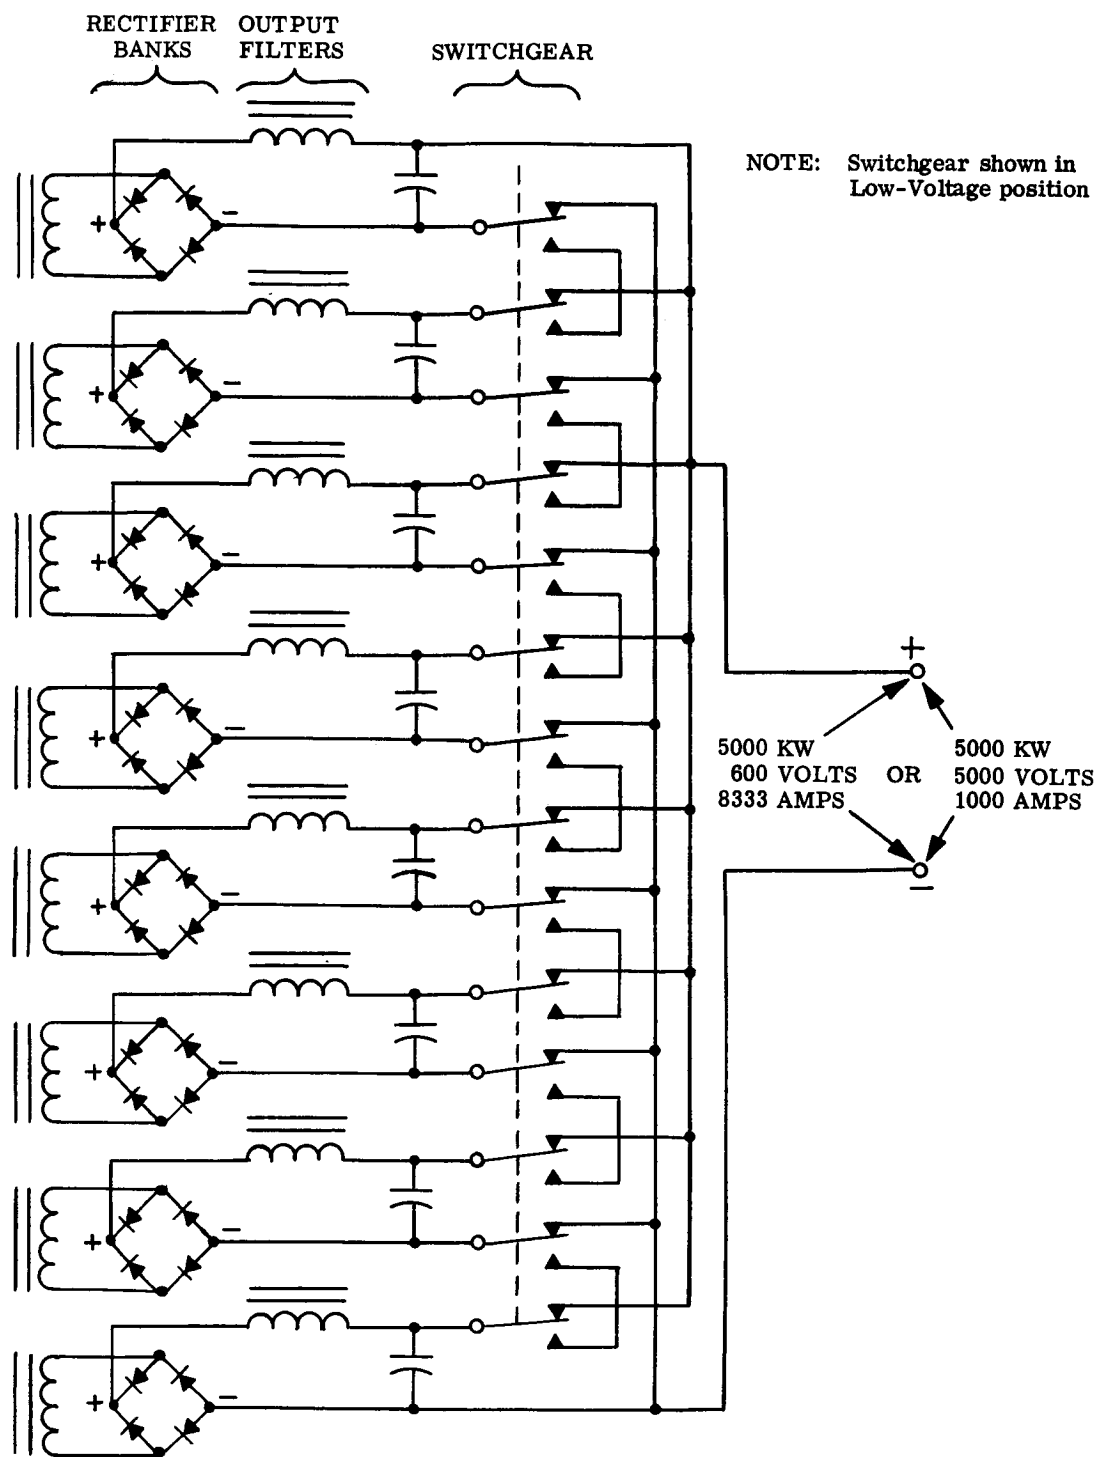 RECTIFIER BANKS
OUTPUT FILTERS
SWITCHGEAR
NOTE: Switchgear shown in
Low-Voltage position
+ −
+ −
+ −
+ −
+ −
+ −
+ −
+ −
+
5000 KW
600 VOLTS
8333 AMPS
OR
5000 KW
5000 VOLTS
1000 AMPS
−